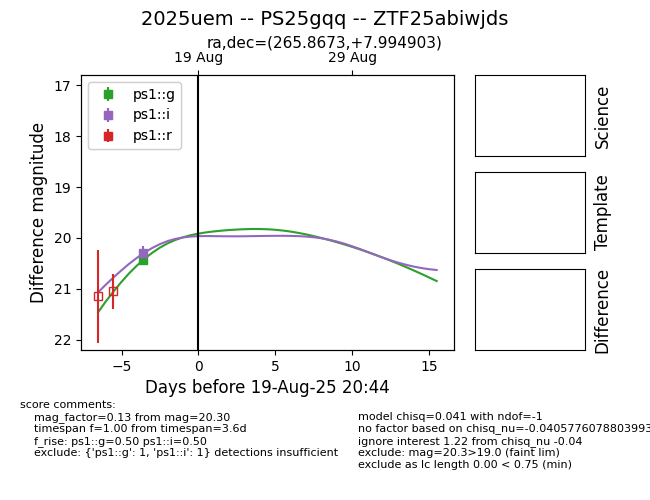 2025uem -- PS25gqq -- ZTF25abiwjds
ra,dec=(265.8673,+7.994903)
19 Aug
29 Aug
17
18
19
20
21
22
Difference magnitude
ps1::g
ps1::i
ps1::r
−5
0
5
10
15
Days before 19-Aug-25 20:44
Science
Template
Difference
score comments:
mag_factor=0.13 from mag=20.30
timespan f=1.00 from timespan=3.6d
f_rise: ps1::g=0.50 ps1::i=0.50
exclude: {'ps1::g': 1, 'ps1::i': 1} detections insufficient
model chisq=0.041 with ndof=-1
no factor based on chisq_nu=-0.0405776078803993
ignore interest 1.22 from chisq_nu -0.04
exclude: mag=20.3>19.0 (faint lim)
exclude as lc length 0.00 < 0.75 (min)